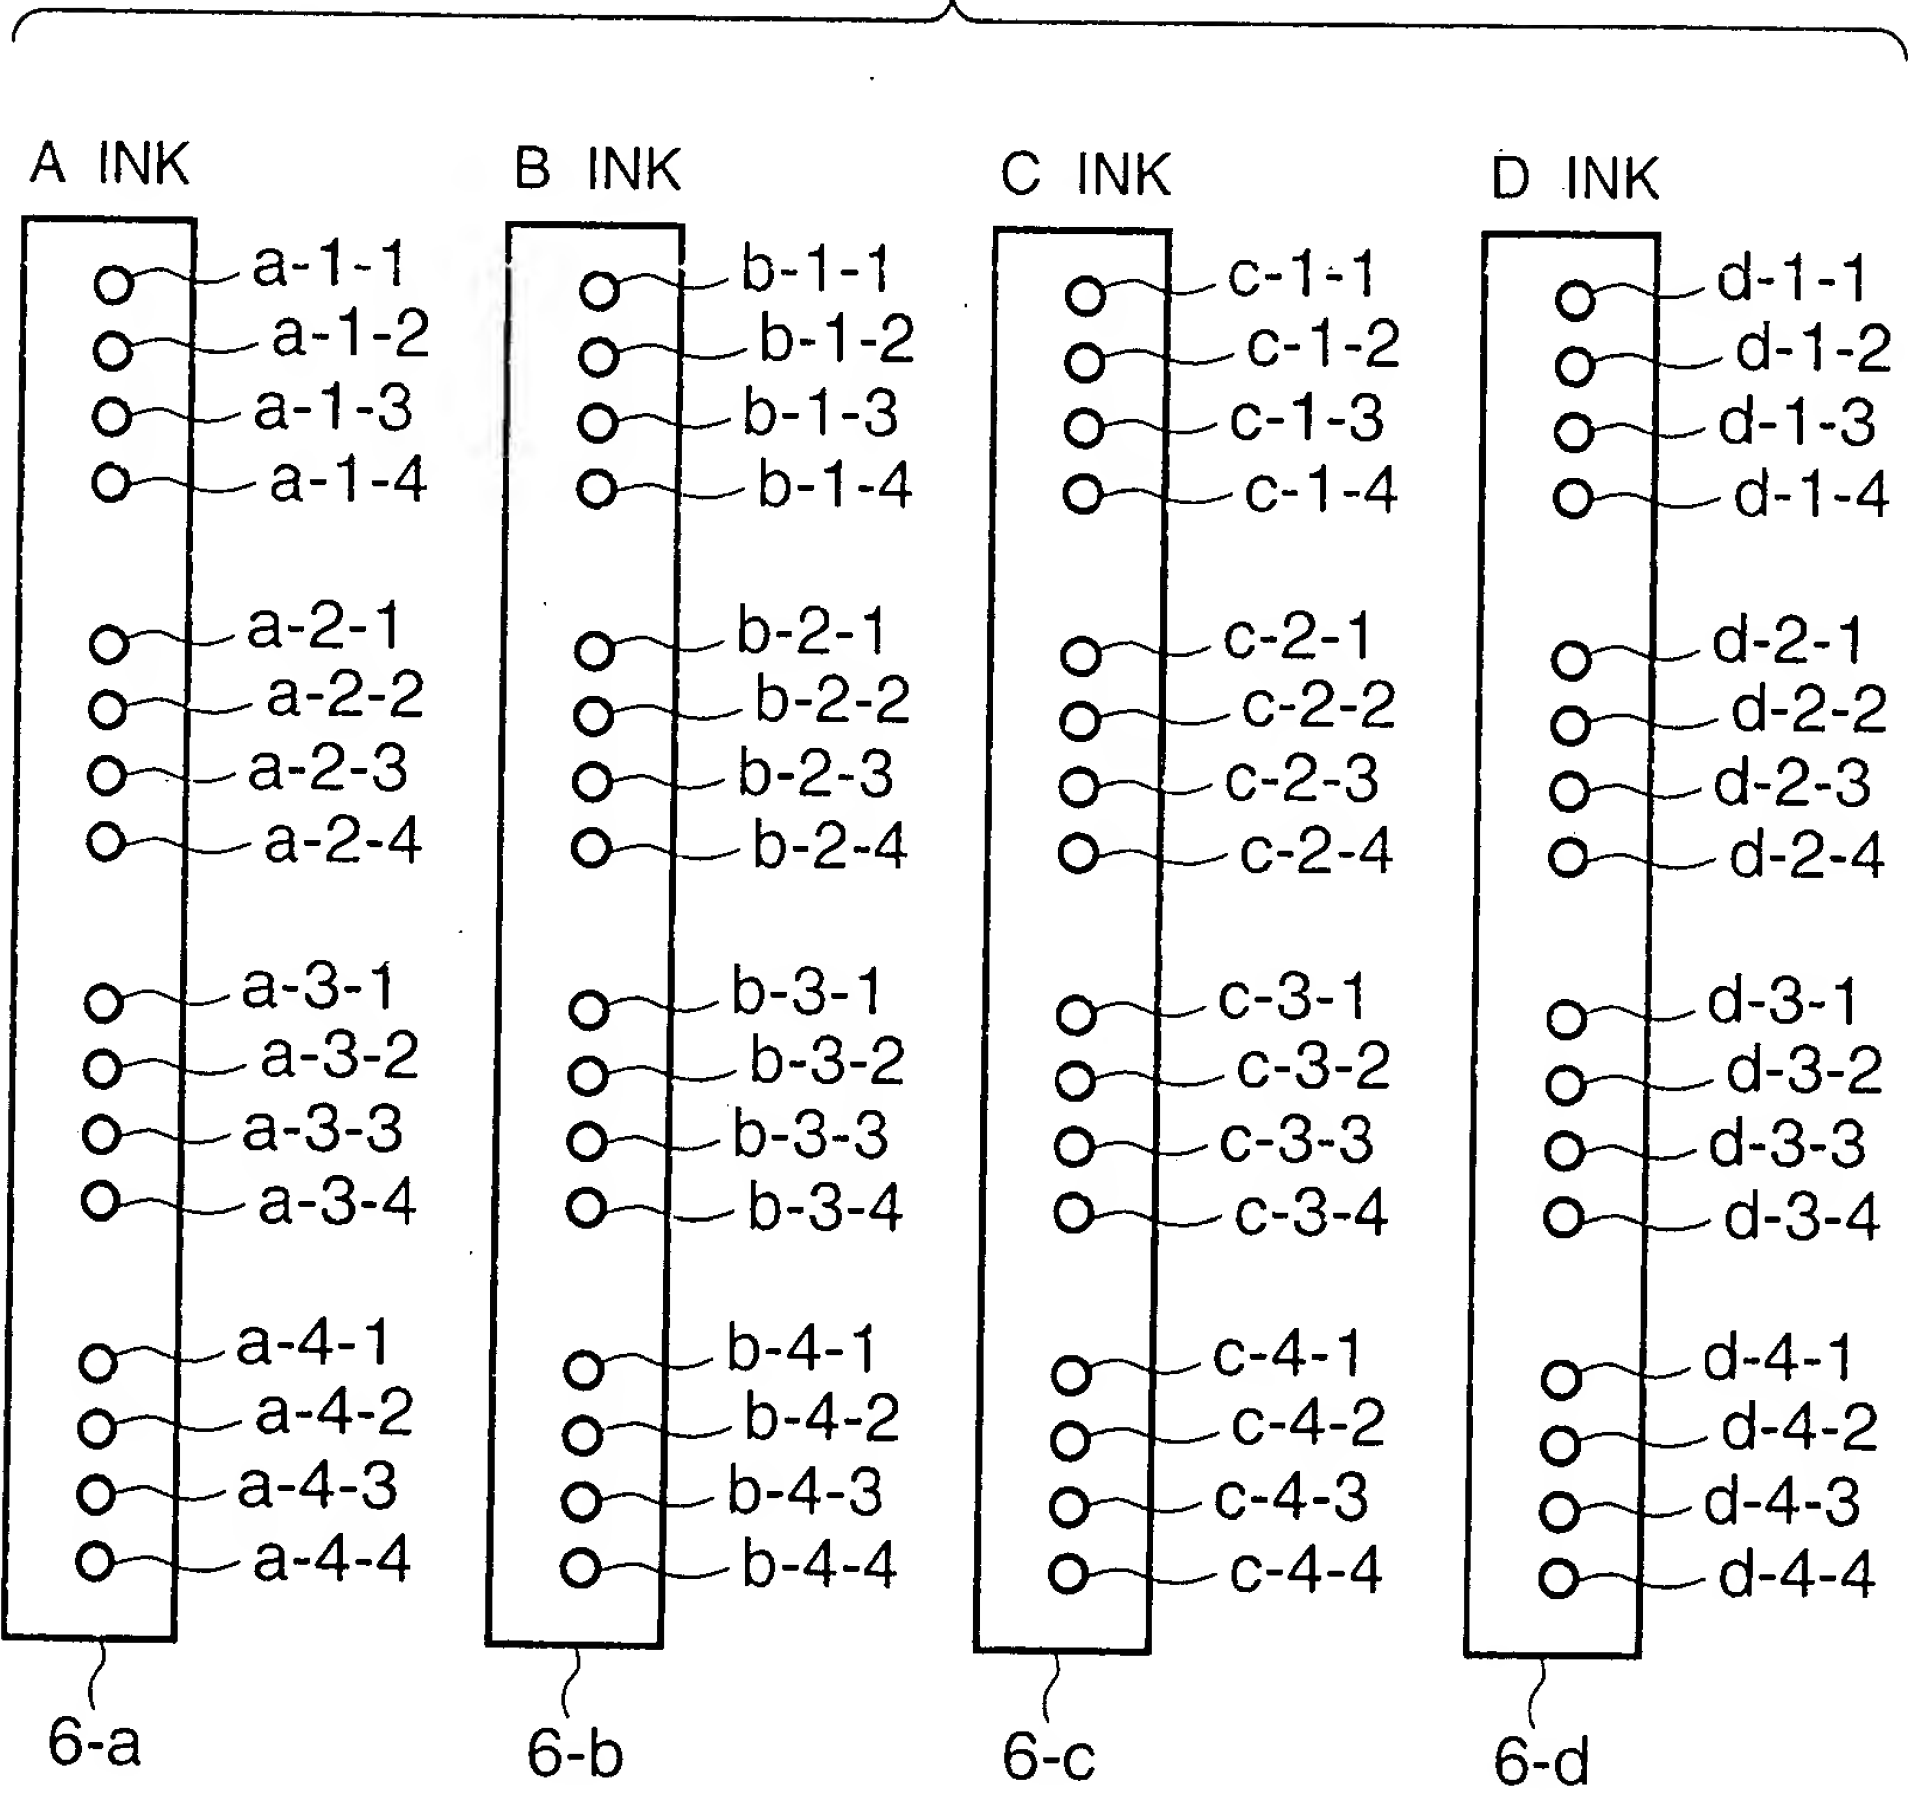 A INK B INK C INK D INK
a-1-1 b-1-1 c-1-1 d-1-1
a-1-2 b-1-2 c-1-2 d-1-2
a-1-3 b-1-3 c-1-3 d-1-3
a-1-4 b-1-4 c-1-4 d-1-4
a-2-1 b-2-1 c-2-1 d-2-1
a-2-2 b-2-2 c-2-2 d-2-2
a-2-3 b-2-3 c-2-3 d-2-3
a-2-4 b-2-4 c-2-4 d-2-4
a-3-1 b-3-1 c-3-1 d-3-1
a-3-2 b-3-2 c-3-2 d-3-2
a-3-3 b-3-3 c-3-3 d-3-3
a-3-4 b-3-4 c-3-4 d-3-4
a-4-1 b-4-1 c-4-1 d-4-1
a-4-2 b-4-2 c-4-2 d-4-2
a-4-3 b-4-3 c-4-3 d-4-3
a-4-4 b-4-4 c-4-4 d-4-4
6-a 6-b 6-c 6-d